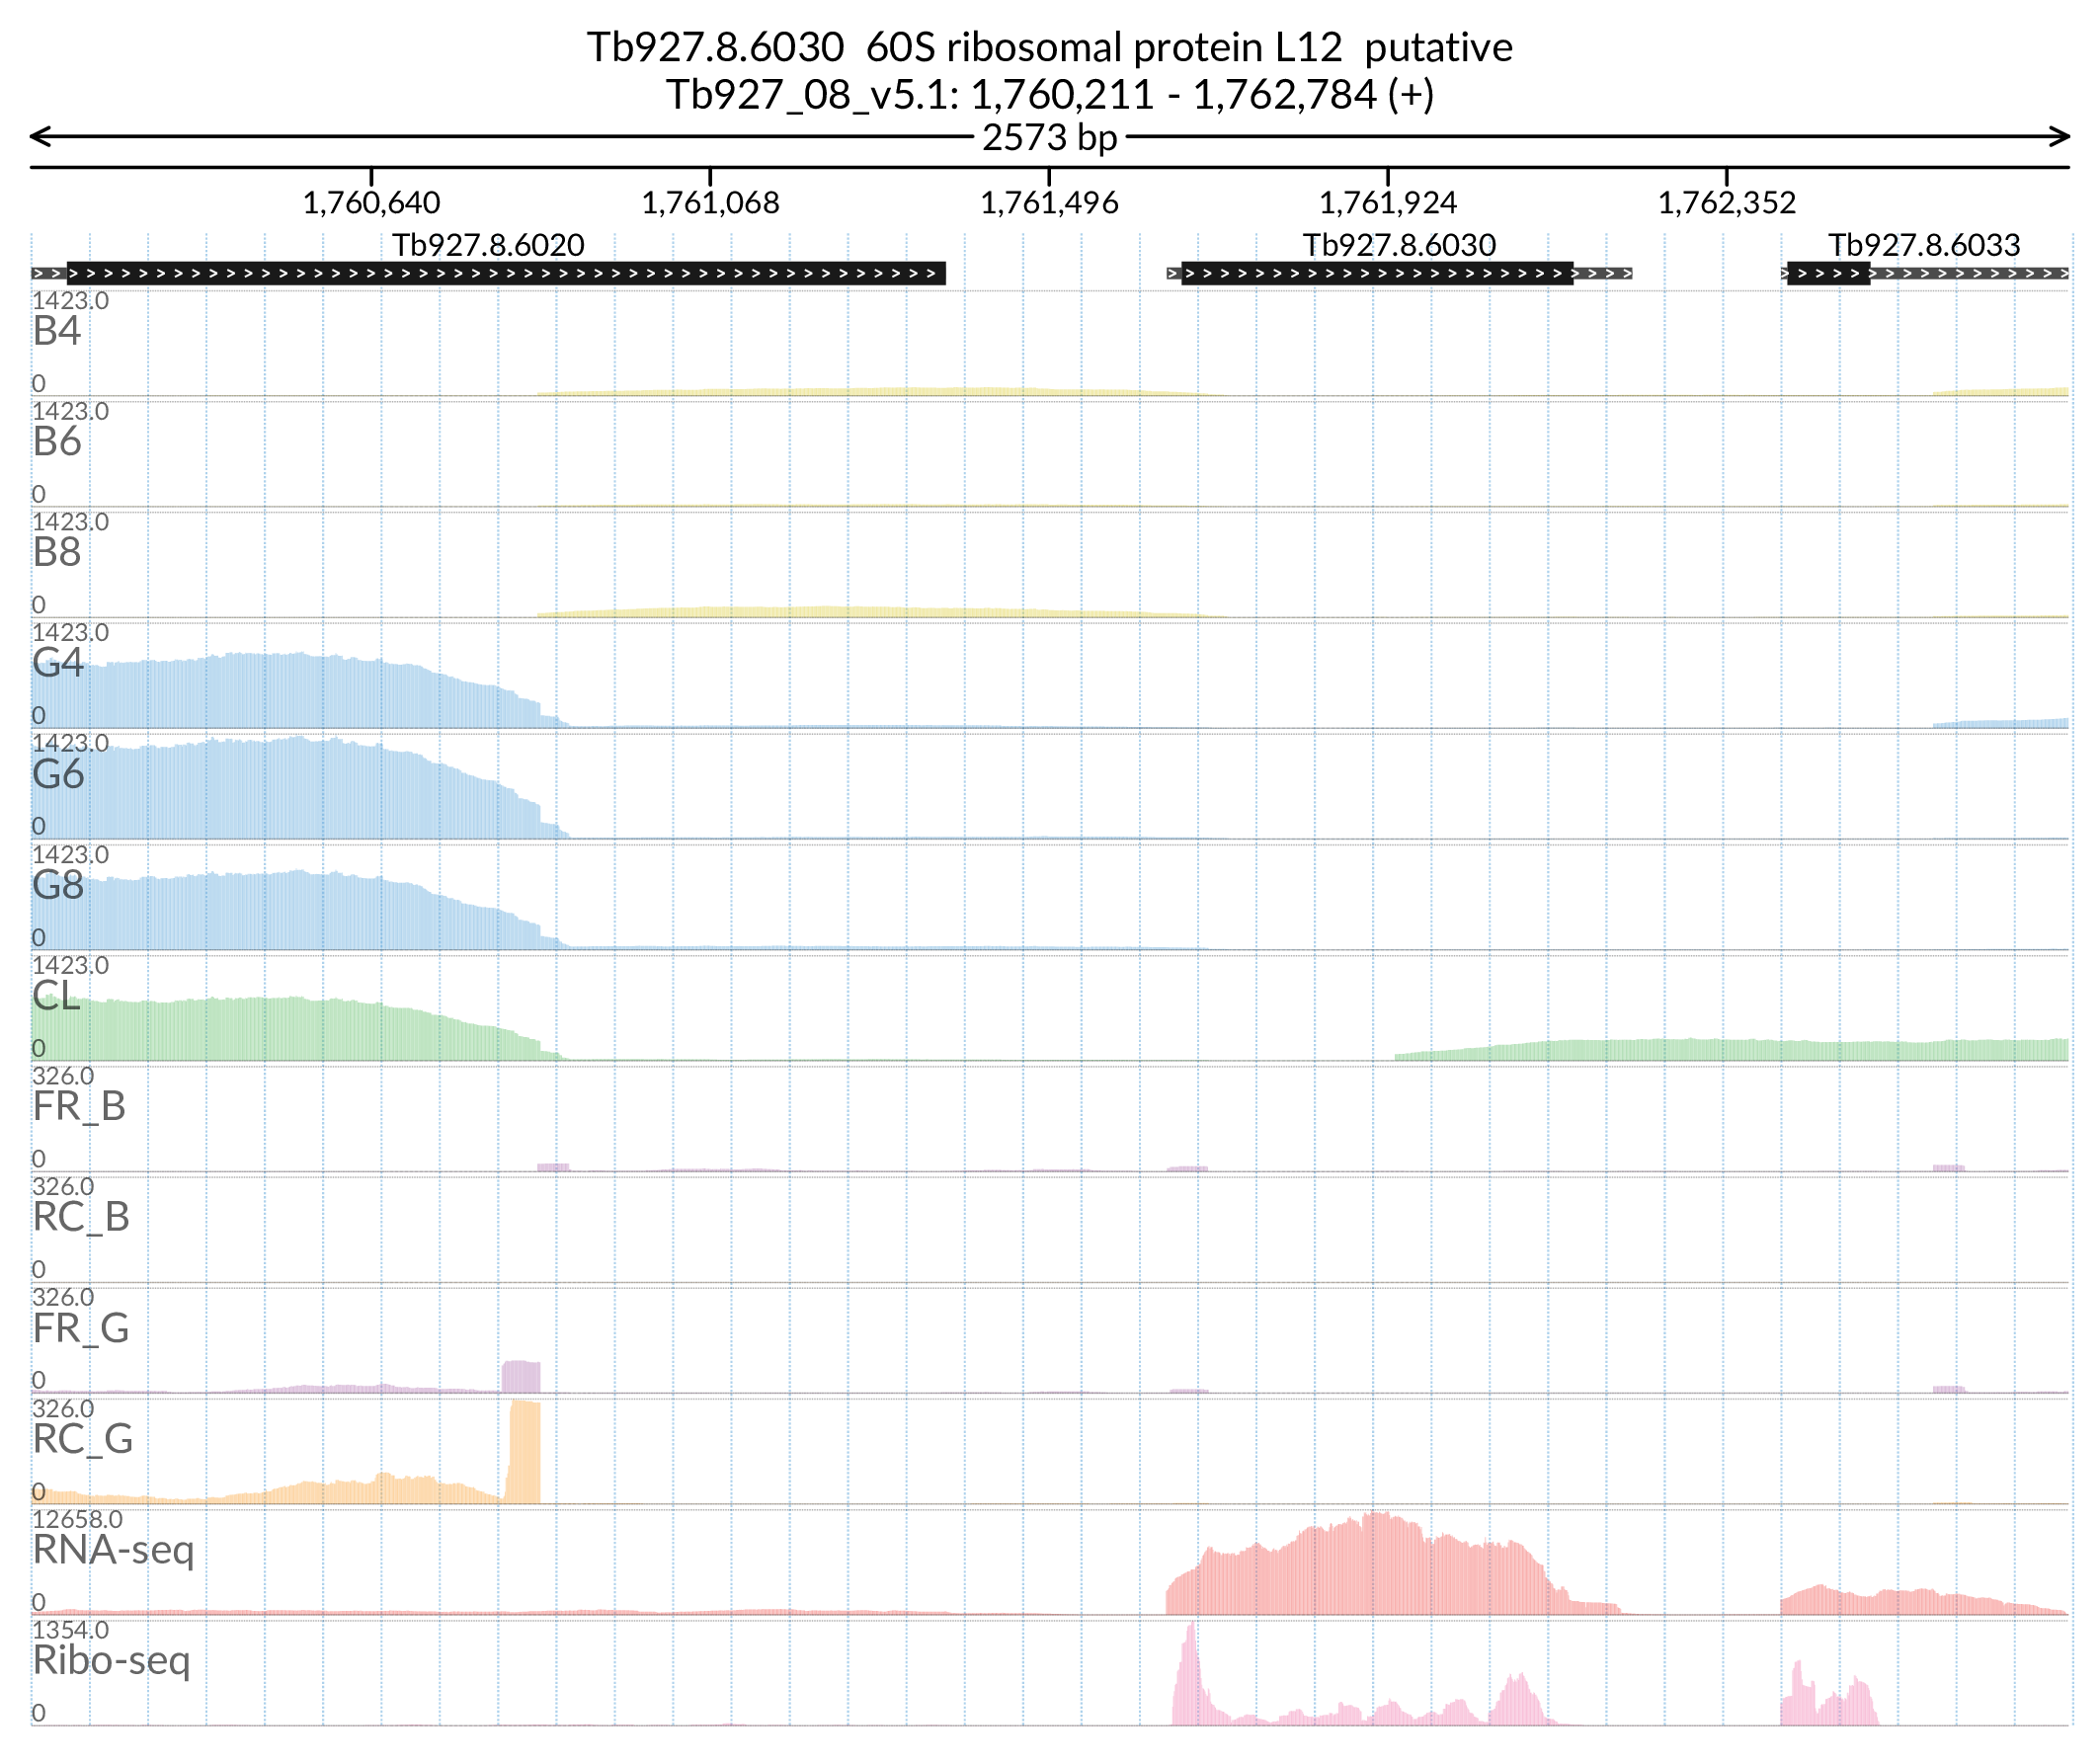 Tb927.8.6030  60S ribosomal protein L12  putative
Tb927_08_v5.1: 1,760,211 - 1,762,784 (+)
2573 bp
1,760,640 1,761,068 1,761,496 1,761,924 1,762,352
Tb927.8.6020 Tb927.8.6030 Tb927.8.6033
1423.0
B4
0
1423.0
B6
0
1423.0
B8
0
1423.0
G4
0
1423.0
G6
0
1423.0
G8
0
1423.0
CL
0
326.0
FR_B
0
326.0
RC_B
0
326.0
FR_G
0
326.0
RC_G
0
12658.0
RNA-seq
0
1354.0
Ribo-seq
0